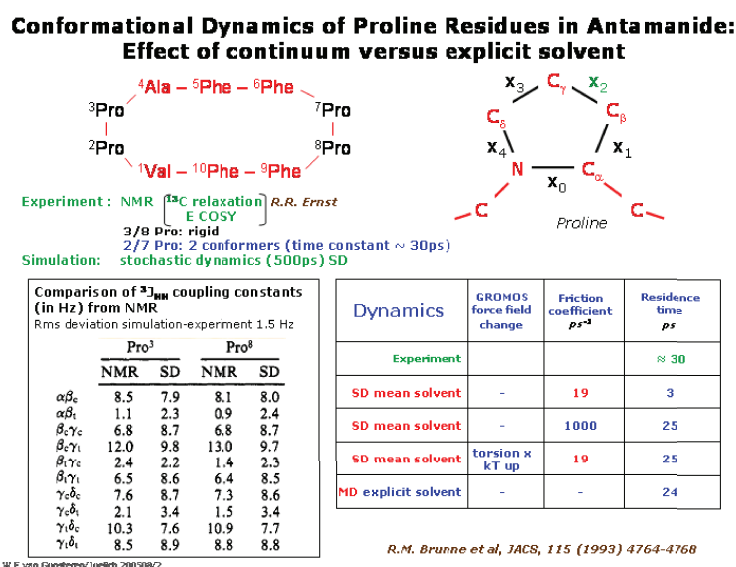 Conformational Dynamics of Proline Residues in Antamanide:
Effect of continuum versus explicit solvent
⁴Ala – ⁵Phe – ⁶Phe
³Pro ⁷Pro
²Pro ⁸Pro
¹Val – ¹⁰Phe – ⁹Phe
X₃ Cγ X₂
Cδ Cβ
X₄ X₁
N Cα
X₀
C C
Proline
Experiment : NMR ¹³C relaxation R.R. Ernst
E COSY
3/8 Pro: rigid
2/7 Pro: 2 conformers (time constant ~ 30ps)
Simulation: stochastic dynamics (500ps) SD
Comparison of ³J_HH coupling constants
(in Hz) from NMR
Rms deviation simulation-experment 1.5 Hz
Pro³ Pro⁸
NMR SD NMR SD
αβc 8.5 7.9 8.1 8.0
αβt 1.1 2.3 0.9 2.4
βcγc 6.8 8.7 6.8 8.7
βcγt 12.0 9.8 13.0 9.7
βtγc 2.4 2.2 1.4 2.3
βtγt 6.5 8.6 6.4 8.5
γcδc 7.6 8.7 7.3 8.6
γcδt 2.1 3.4 1.5 3.4
γtδc 10.3 7.6 10.9 7.7
γtδt 8.5 8.9 8.8 8.8
Dynamics GROMOS force field change Friction coefficient ps⁻¹ Residence time ps
Experiment ≈ 30
SD mean solvent - 19 3
SD mean solvent - 1000 25
SD mean solvent torsion x kT up 19 25
MD explicit solvent - - 24
R.M. Brunne et al, JACS, 115 (1993) 4764-4768
W.F. van Gunsteren/Juelich 200508/2